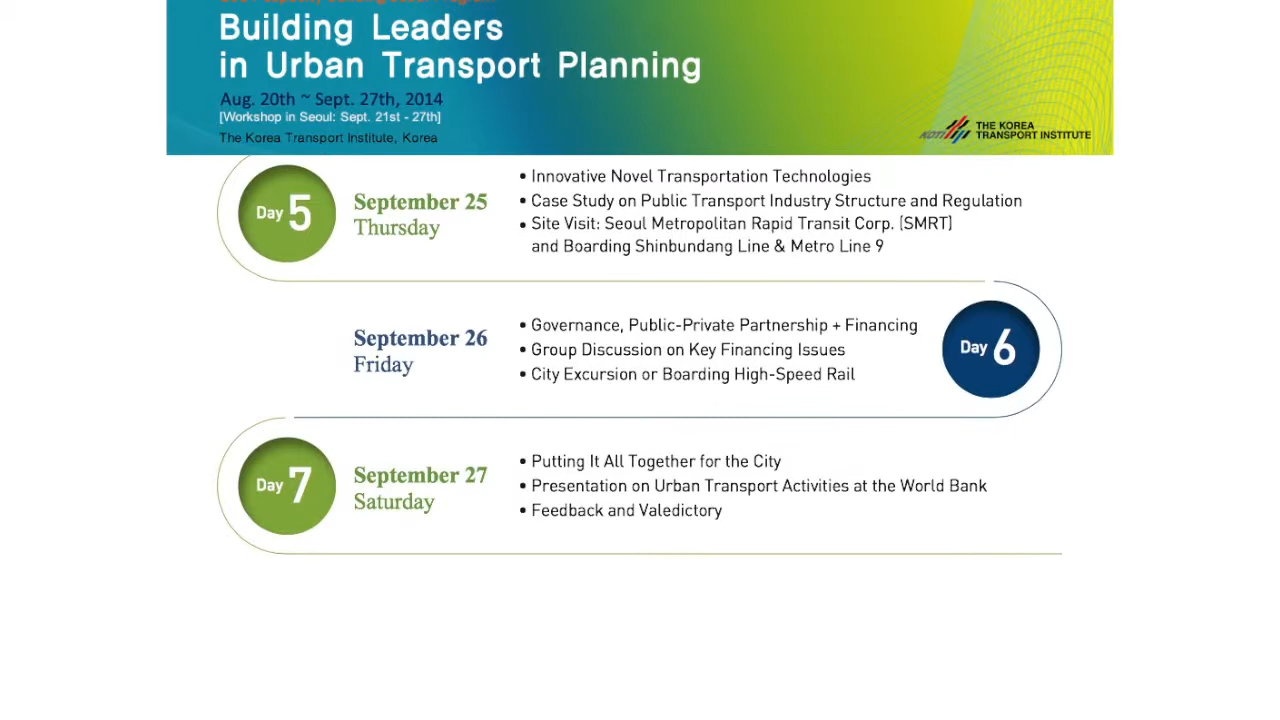 Building Leaders
in Urban Transport Planning
Aug. 20th ~ Sept. 27th, 2014
[Workshop in Seoul: Sept. 21st - 27th]
The Korea Transport Institute, Korea
KOTI
THE KOREA
TRANSPORT INSTITUTE
Day 5
September 25
Thursday
• Innovative Novel Transportation Technologies
• Case Study on Public Transport Industry Structure and Regulation
• Site Visit: Seoul Metropolitan Rapid Transit Corp. [SMRT]
and Boarding Shinbundang Line & Metro Line 9
September 26
Friday
• Governance, Public-Private Partnership + Financing
• Group Discussion on Key Financing Issues
• City Excursion or Boarding High-Speed Rail
Day 6
Day 7
September 27
Saturday
• Putting It All Together for the City
• Presentation on Urban Transport Activities at the World Bank
• Feedback and Valedictory